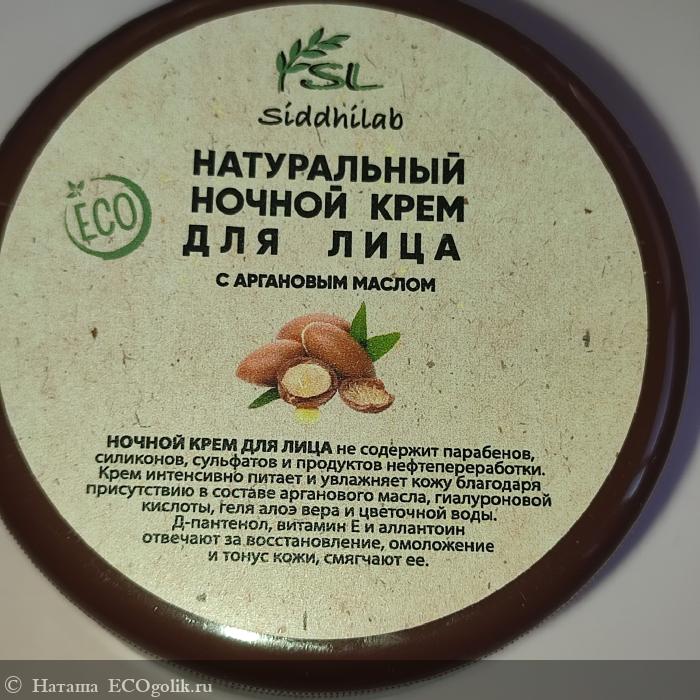 SL
Siddhilab
ECO
НАТУРАЛЬНЫЙ
НОЧНОЙ КРЕМ
ДЛЯ ЛИЦА
С АРГАНОВЫМ МАСЛОМ
НОЧНОЙ КРЕМ ДЛЯ ЛИЦА не содержит парабенов,
силиконов, сульфатов и продуктов нефтепереработки.
Крем интенсивно питает и увлажняет кожу благодаря
присутствию в составе арганового масла, гиалуроновой
кислоты, геля алоэ вера и цветочной воды.
Д-пантенол, витамин Е и аллантоин
отвечают за восстановление, омоложение
и тонус кожи, смягчают ее.
© Наташа ECOgolik.ru